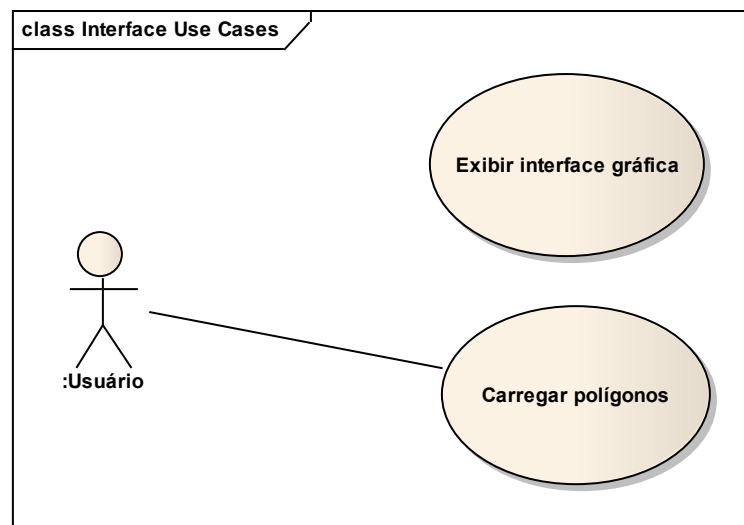 class Interface Use Cases
Exibir interface gráfica
:Usuário
Carregar polígonos